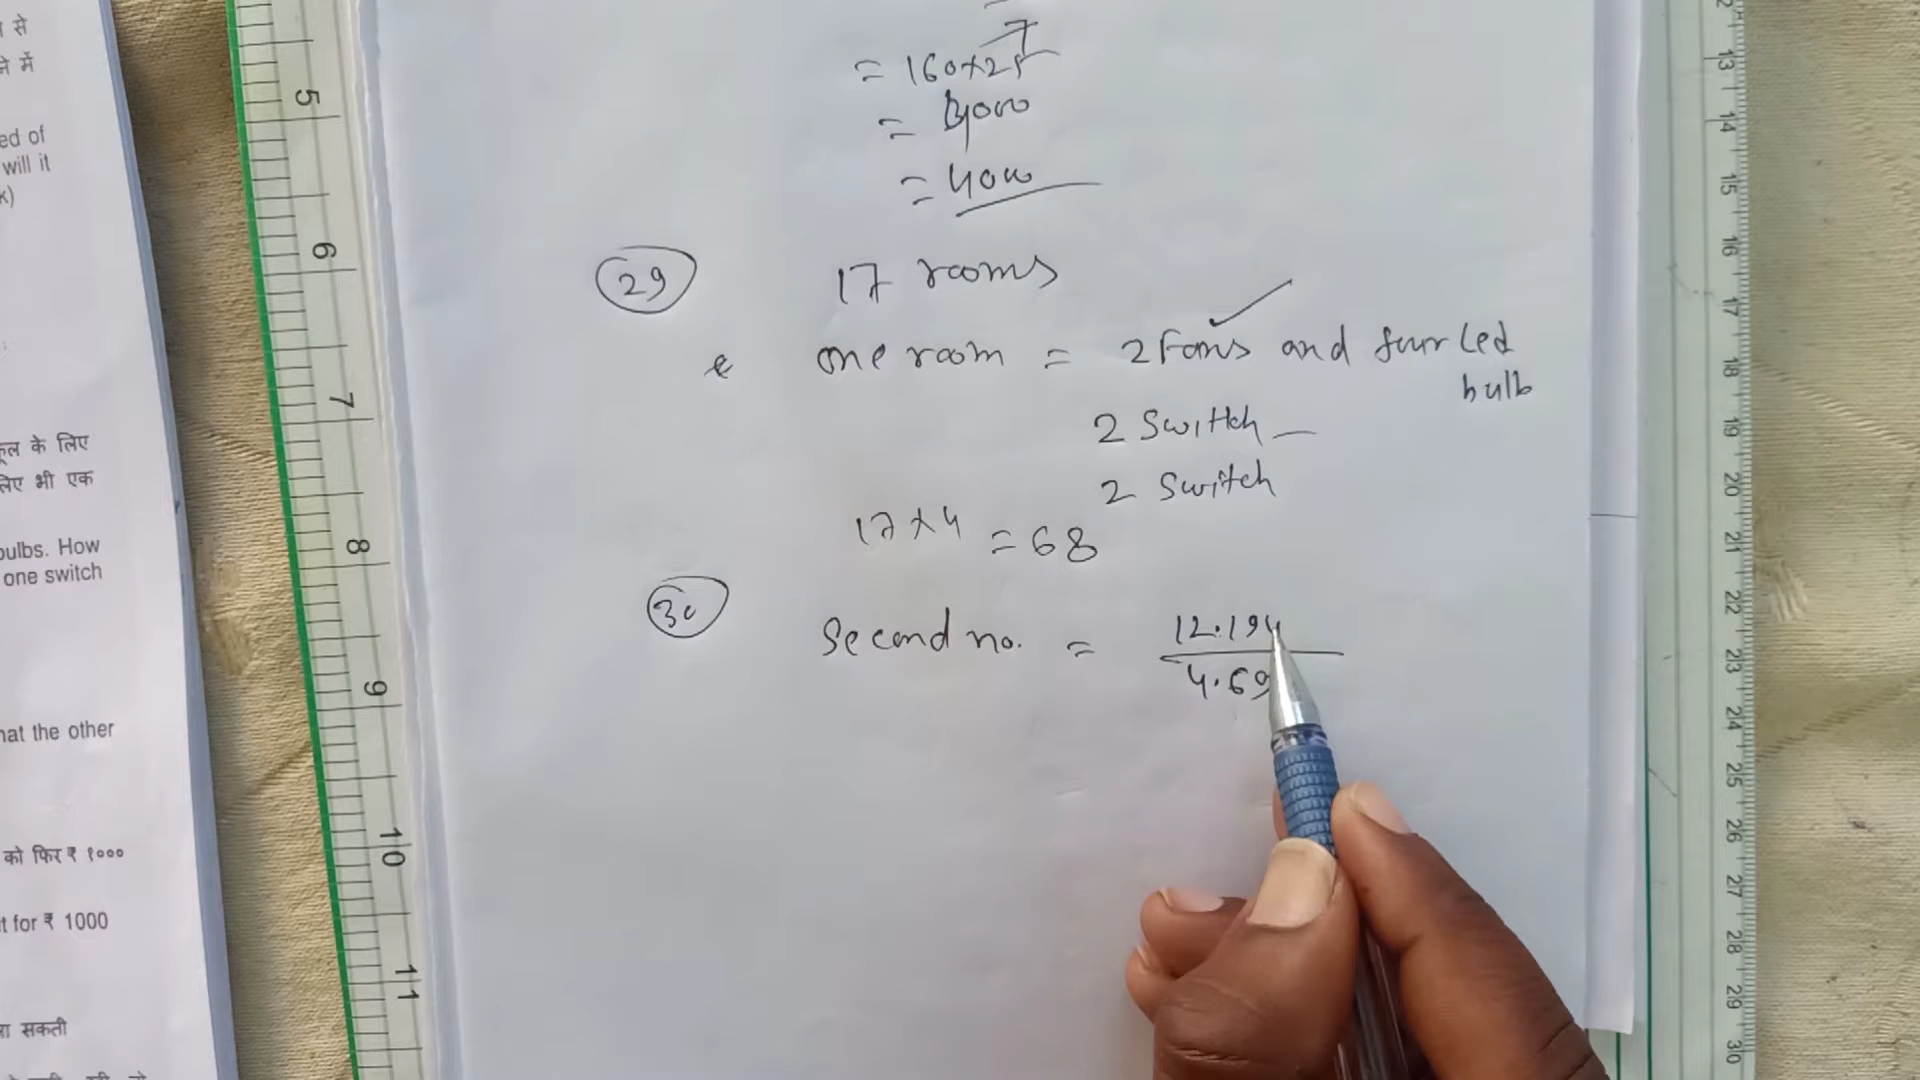 से
में
ed of
will it
k)
के लिए
लिए भी एक
bulbs. How
one switch
hat the other
को फिर ₹ १०००
t for ₹ 1000
सकती
5
6
7
8
9
10
11
= 160×25
=
= 4000
29 17 rooms
one room = 2 Fans and four Led
bulb
2 Switch –
2 Switch
17×4 = 68
30 Second no. = 12.194
4.69
13
14
15
16
17
18
19
20
21
22
23
24
25
26
27
28
29
30